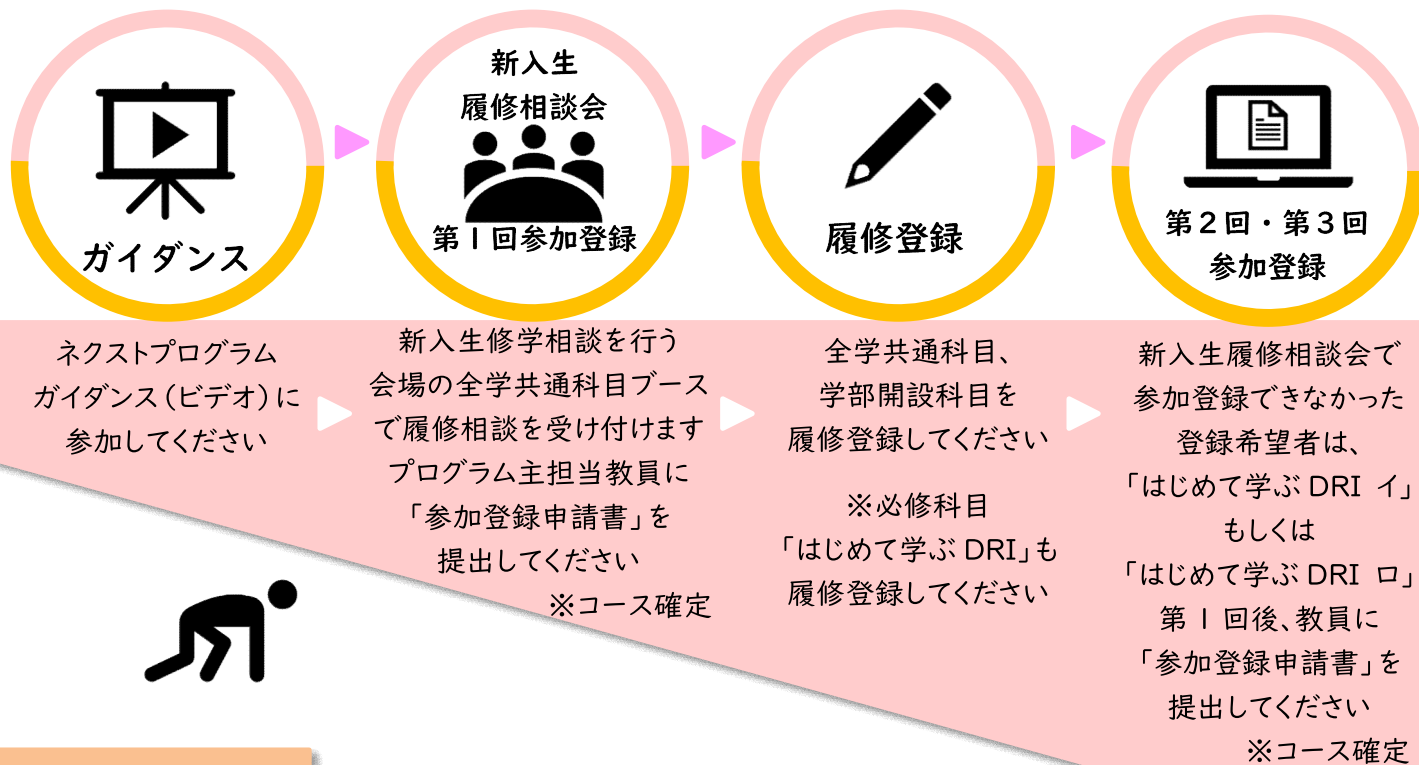 ガイダンス
新入生
履修相談会
第1回参加登録
履修登録
第2回・第3回
参加登録
ネクストプログラム
ガイダンス(ビデオ)に
参加してください
新入生修学相談を行う
会場の全学共通科目ブース
で履修相談を受け付けます
プログラム主担当教員に
「参加登録申請書」を
提出してください
※コース確定
全学共通科目、
学部開設科目を
履修登録してください
※必修科目
「はじめて学ぶ DRI」も
履修登録してください
新入生履修相談会で
参加登録できなかった
登録希望者は、
「はじめて学ぶ DRI イ」
もしくは
「はじめて学ぶ DRI ロ」
第1回後、教員に
「参加登録申請書」を
提出してください
※コース確定